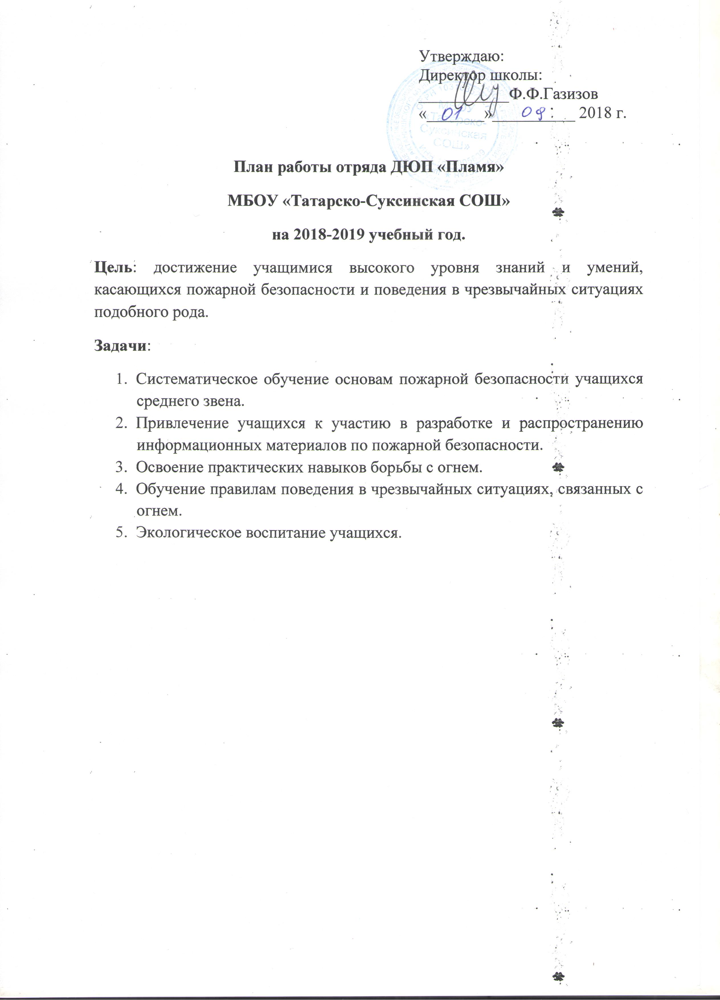 Утверждаю:
Директор школы:
Ф.Ф.Газизов
«01» 09 2018 г.
МБОУ
«Татарско-
Суксинская
СОШ»
План работы отряда ДЮП «Пламя»
МБОУ «Татарско-Суксинская СОШ»
на 2018-2019 учебный год.
Цель: достижение учащимися высокого уровня знаний и умений,
касающихся пожарной безопасности и поведения в чрезвычайных ситуациях
подобного рода.
Задачи:
1. Систематическое обучение основам пожарной безопасности учащихся
среднего звена.
2. Привлечение учащихся к участию в разработке и распространению
информационных материалов по пожарной безопасности.
3. Освоение практических навыков борьбы с огнем.
4. Обучение правилам поведения в чрезвычайных ситуациях, связанных с
огнем.
5. Экологическое воспитание учащихся.